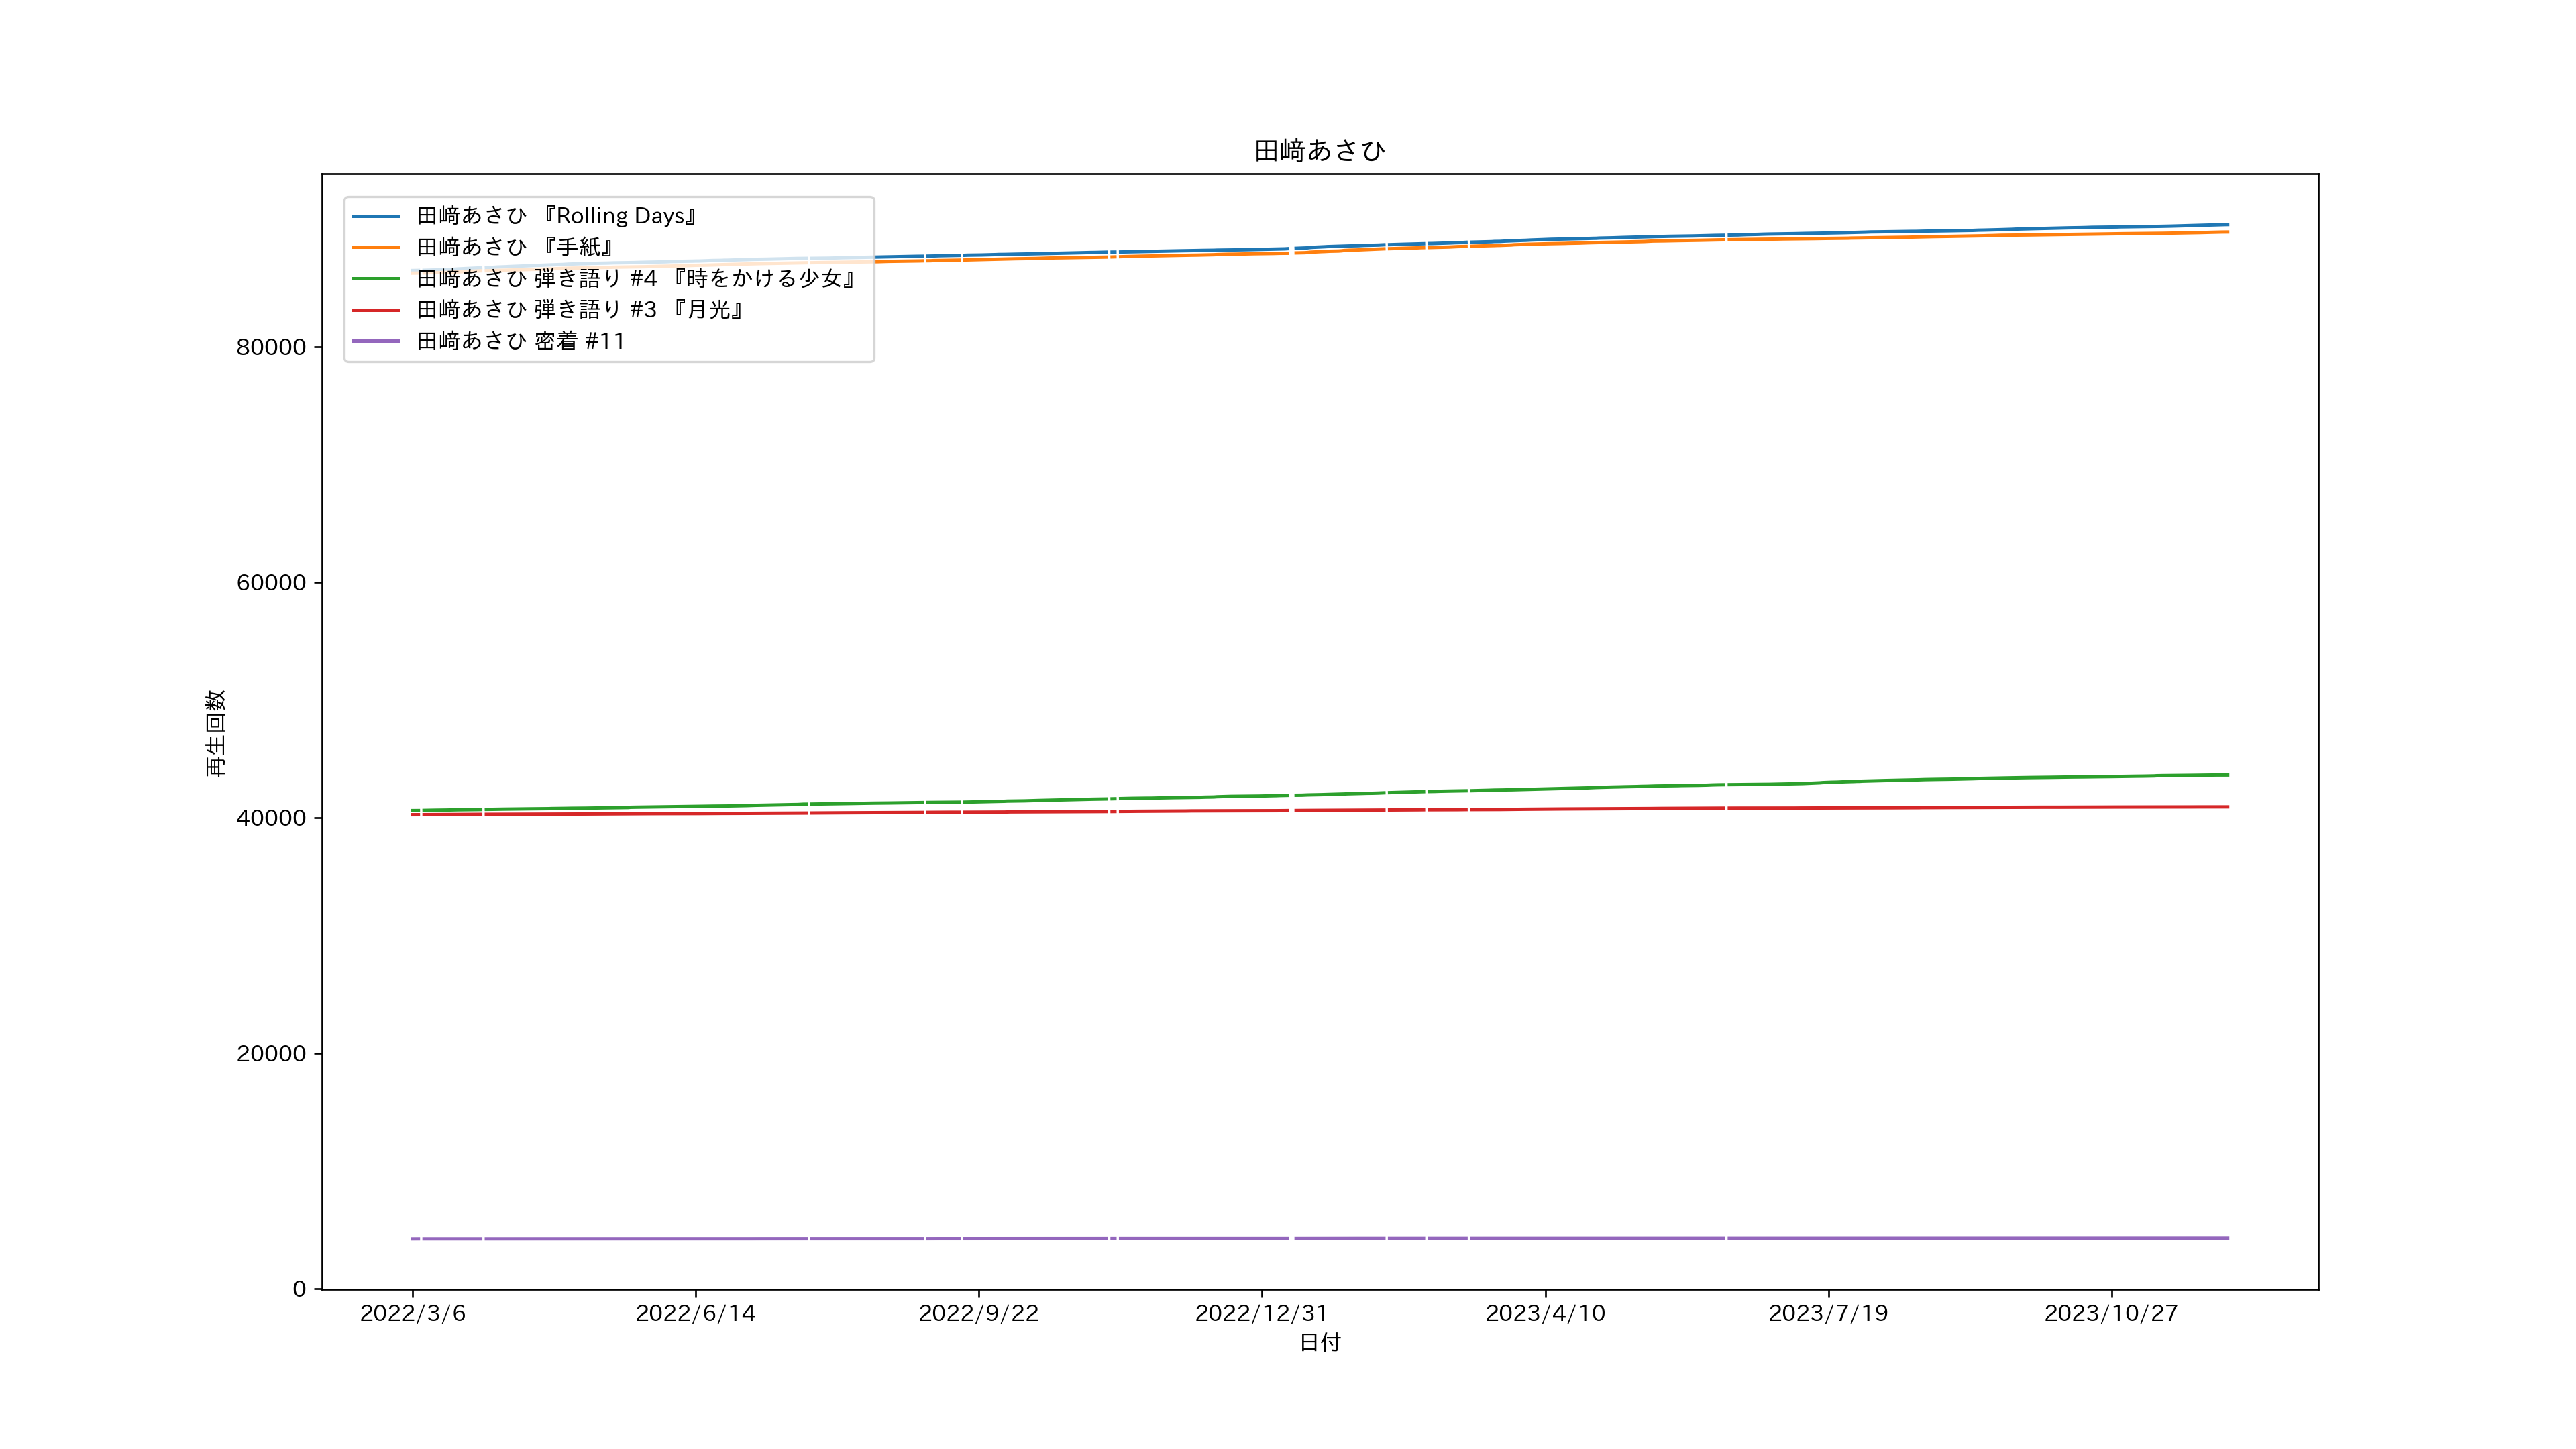 田﨑あさひ
田﨑あさひ 『Rolling Days』
田﨑あさひ 『手紙』
田﨑あさひ 弾き語り #4 『時をかける少女』
田﨑あさひ 弾き語り #3 『月光』
田﨑あさひ 密着 #11
80000
60000
40000
20000
0
再生回数
2022/3/6
2022/6/14
2022/9/22
2022/12/31
2023/4/10
2023/7/19
2023/10/27
日付